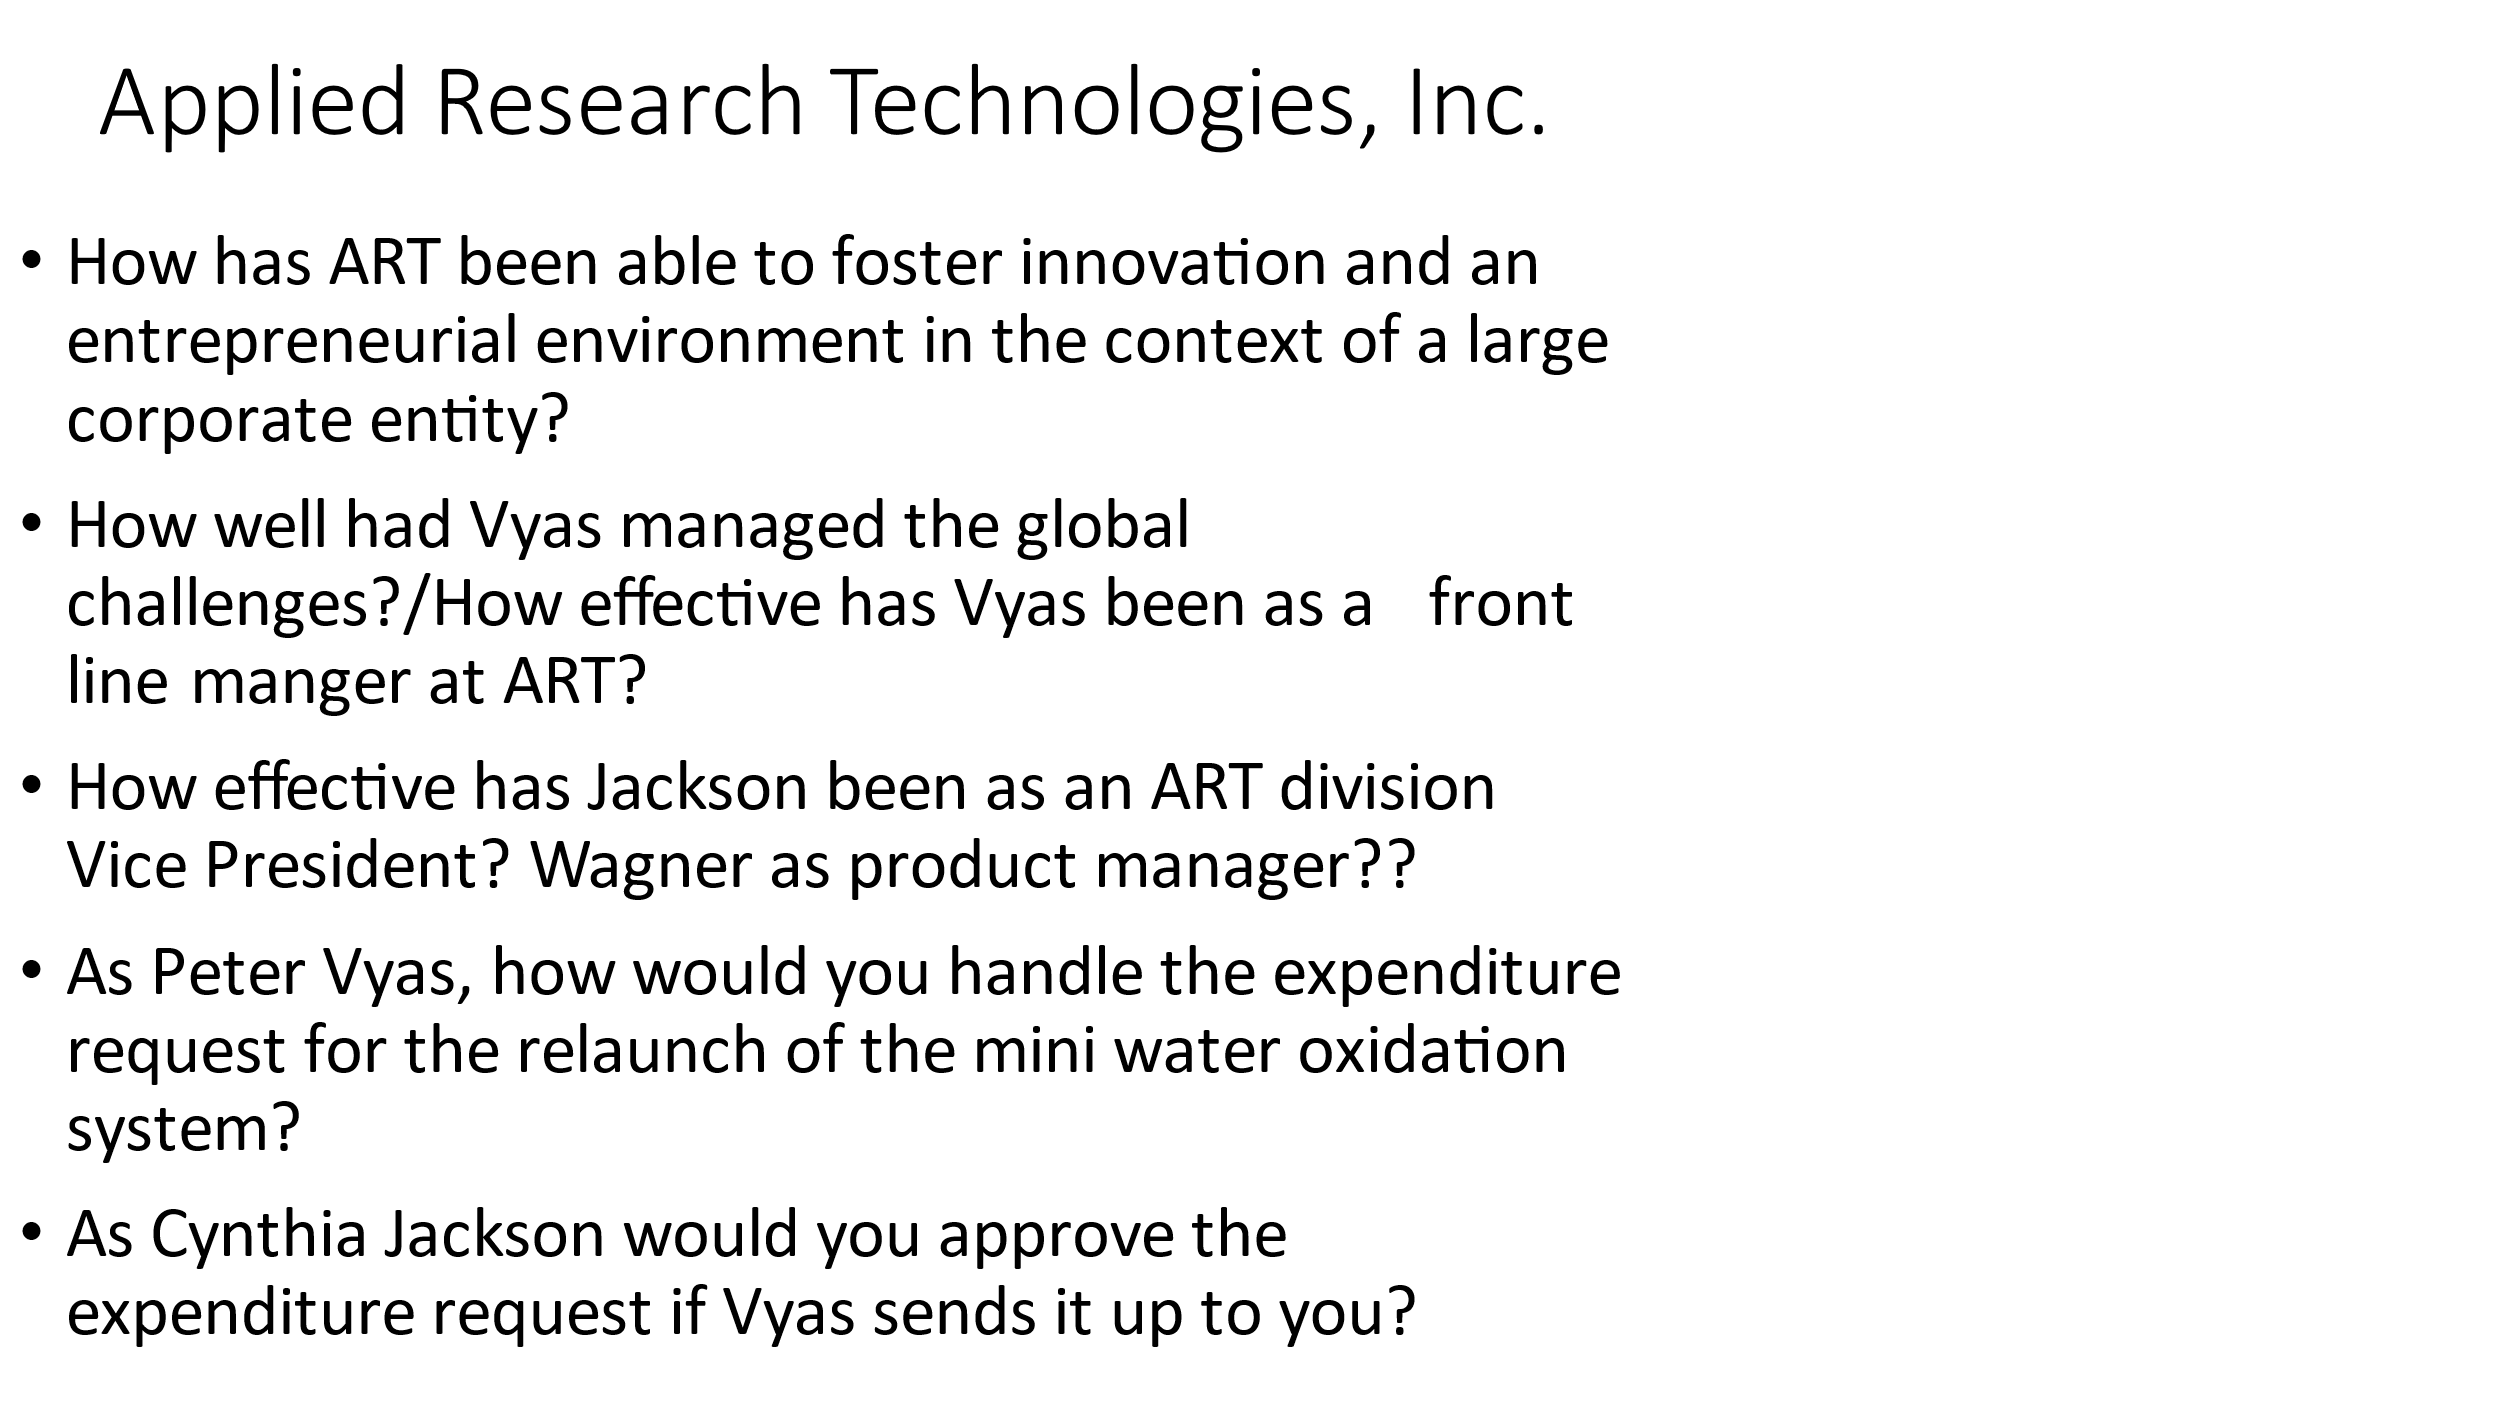 Applied Research Technologies, Inc.
• How has ART been able to foster innovation and an
entrepreneurial environment in the context of a large
corporate entity?
• How well had Vyas managed the global
challenges?/How effective has Vyas been as a   front
line manger at ART?
• How effective has Jackson been as an ART division
Vice President? Wagner as product manager??
• As Peter Vyas, how would you handle the expenditure
request for the relaunch of the mini water oxidation
system?
• As Cynthia Jackson would you approve the
expenditure request if Vyas sends it up to you?